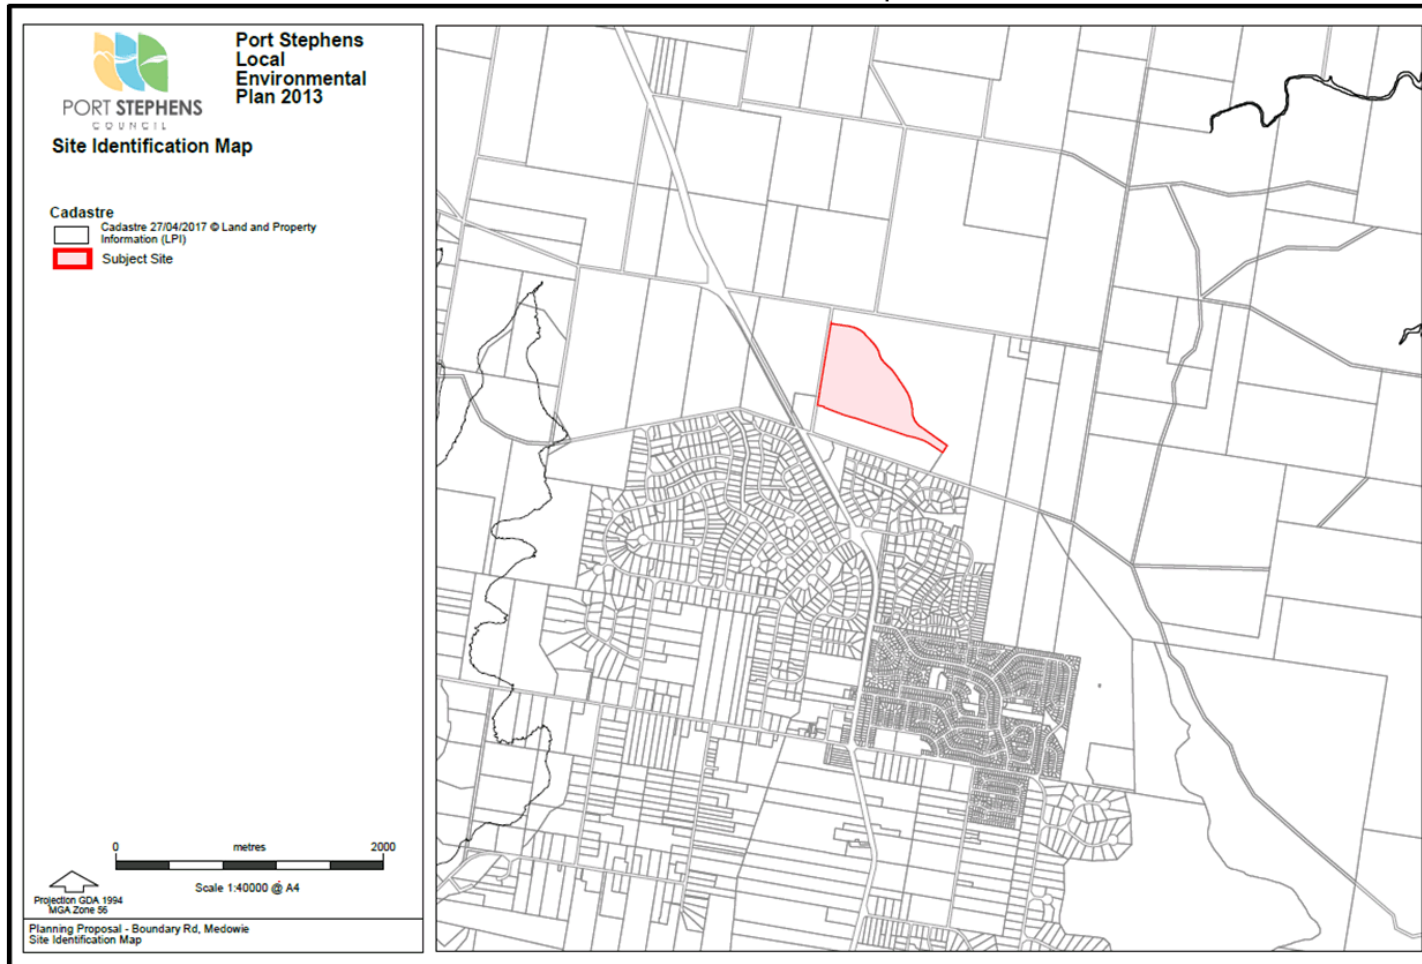 PORT STEPHENS
COUNCIL
Port Stephens
Local
Environmental
Plan 2013
Site Identification Map
Cadastre
Cadastre 27/04/2017 © Land and Property
Information (LPI)
Subject Site
0 metres 2000
Scale 1:40000 @ A4
Projection GDA 1994
MGA Zone 56
Planning Proposal - Boundary Rd, Medowie
Site Identification Map